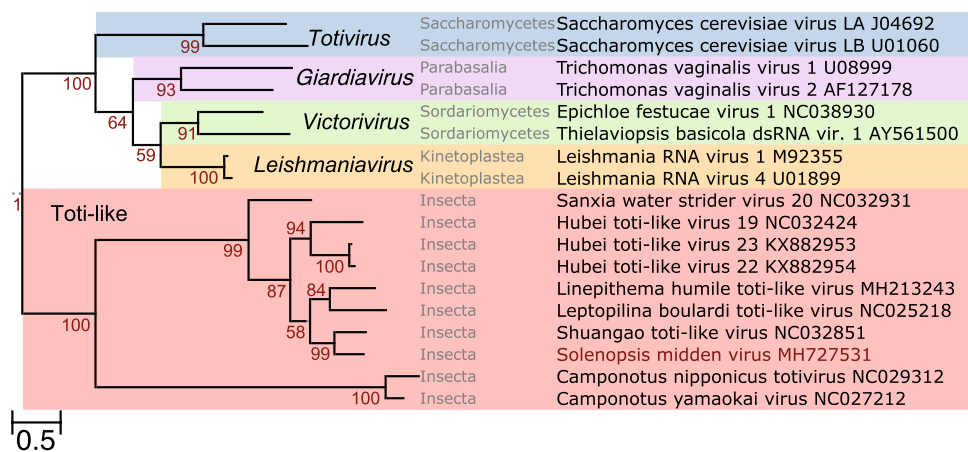 Saccharomycetes Saccharomyces cerevisiae virus LA J04692
99 Totivirus
Saccharomycetes Saccharomyces cerevisiae virus LB U01060
100
Giardiavirus
Parabasalia Trichomonas vaginalis virus 1 U08999
93
Parabasalia Trichomonas vaginalis virus 2 AF127178
64
Victorivirus
Sordariomycetes Epichloe festucae virus 1 NC038930
91
Sordariomycetes Thielaviopsis basicola dsRNA vir. 1 AY561500
59
Leishmaniavirus
Kinetoplastea Leishmania RNA virus 1 M92355
100
Kinetoplastea Leishmania RNA virus 4 U01899
1
Toti-like
Insecta Sanxia water strider virus 20 NC032931
94
Insecta Hubei toti-like virus 19 NC032424
99
Insecta Hubei toti-like virus 23 KX882953
100
Insecta Hubei toti-like virus 22 KX882954
87
84
Insecta Linepithema humile toti-like virus MH213243
Insecta Leptopilina boulardi toti-like virus NC025218
100
58
Insecta Shuangao toti-like virus NC032851
99
Insecta Solenopsis midden virus MH727531
Insecta Camponotus nipponicus totivirus NC029312
100
Insecta Camponotus yamaokai virus NC027212
0.5